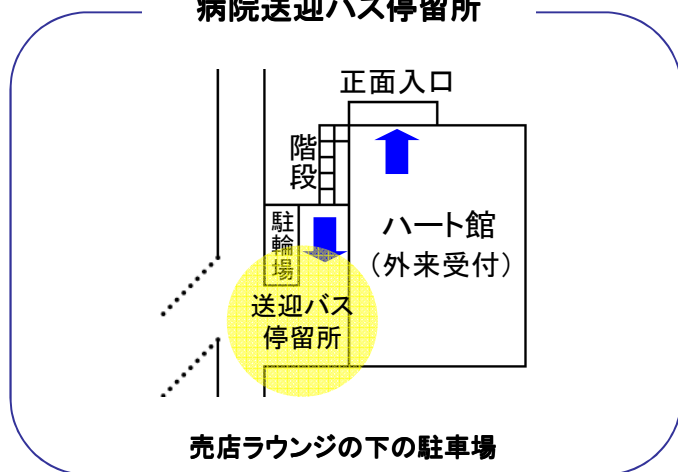 病院送迎バス停留所
正面入口
階段
駐輪場
ハート館
（外来受付）
送迎バス
停留所
売店ラウンジの下の駐車場